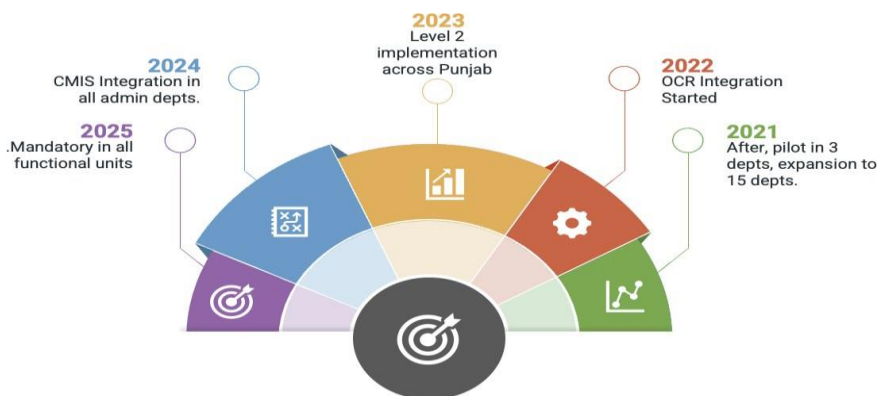 2023
Level 2
implementation
across Punjab
2024
CMIS Integration in
all admin depts.
2022
OCR Integration
Started
2025
.Mandatory in all
functional units
2021
After, pilot in 3
depts, expansion to
15 depts.